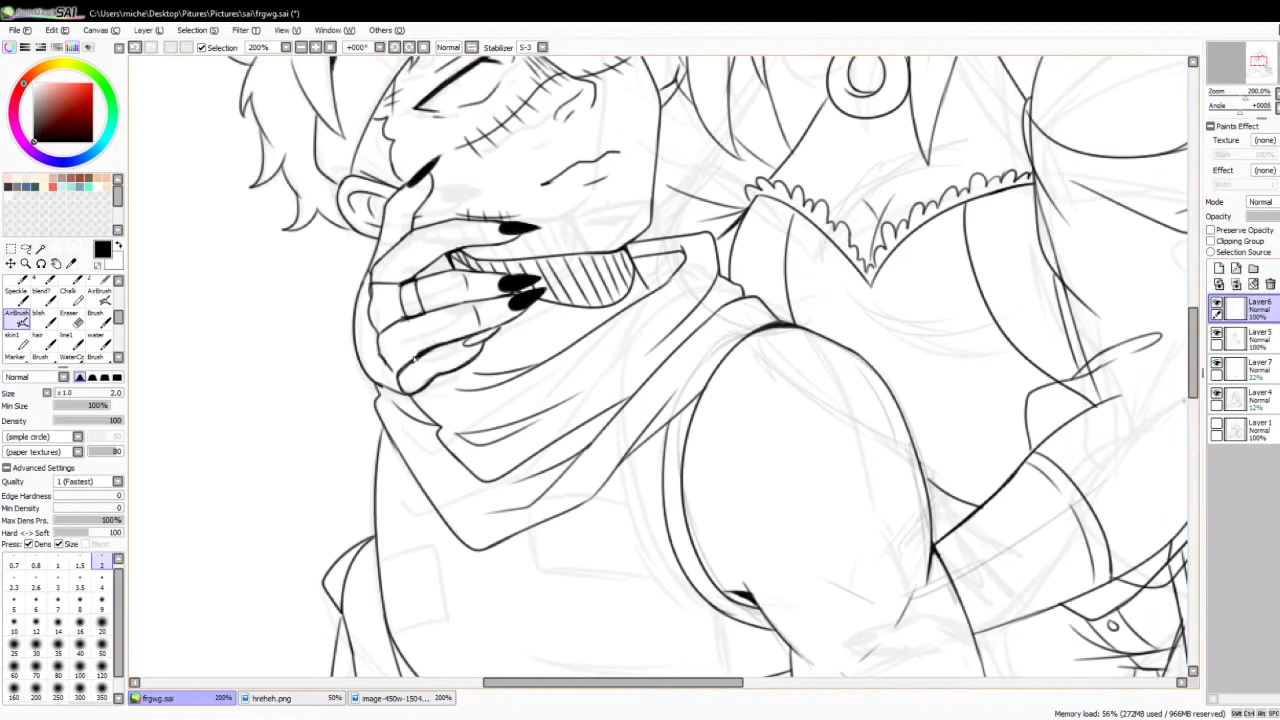 PaintTool SAI C:\Users\miche\Desktop\Pitures\Pictures\sai\frgwg.sai (*)
File (F) Edit (E) Canvas (C) Layer (L) Selection (S) Filter (T) View (V) Window (W) Others (O)
Selection 200% +000° Normal Stabilizer S-3
Zoom 200.0%
Angle +0008
Paints Effect
Texture (none)
Scale 100%
Effect (none)
Mode Normal
Opacity
Preserve Opacity
Clipping Group
Selection Source
Layer6
Normal
100%
Layer5
Normal
100%
Layer7
Normal
22%
Layer4
Normal
12%
Layer1
Normal
100%
Speckle blend? Chalk AirBrush
AirBrush blish Eraser Brush
skin1 hair line1 water
Marker Brush WaterCo Brush
Normal
Size x 1.0 2.0
Min Size 100%
Density 100
(simple circle) 50
(paper textures) 80
Advanced Settings
Quality 1 (Fastest)
Edge Hardness 0
Min Density 0
Max Dens Prs. 100%
Hard <-> Soft 100
Press: Dens Size Blend
0.7 0.8 1 1.5 2
2.3 2.6 3 3.5 4
5 6 7 8 9
10 12 14 16 20
25 30 35 40 50
60 70 80 100 120
160 200 250 300 350
frgwg.sai 200% hreheh.png 50% image-450w-1504... 200%
Memory load: 56% (272MB used / 966MB reserved) Shift Ctrl Alt SPC